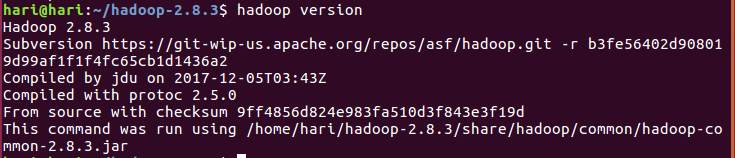 hari@hari:~/hadoop-2.8.3$ hadoop version
Hadoop 2.8.3
Subversion https://git-wip-us.apache.org/repos/asf/hadoop.git -r b3fe56402d90801
9d99af1f1f4fc65cb1d1436a2
Compiled by jdu on 2017-12-05T03:43Z
Compiled with protoc 2.5.0
From source with checksum 9ff4856d824e983fa510d3f843e3f19d
This command was run using /home/hari/hadoop-2.8.3/share/hadoop/common/hadoop-co
mmon-2.8.3.jar